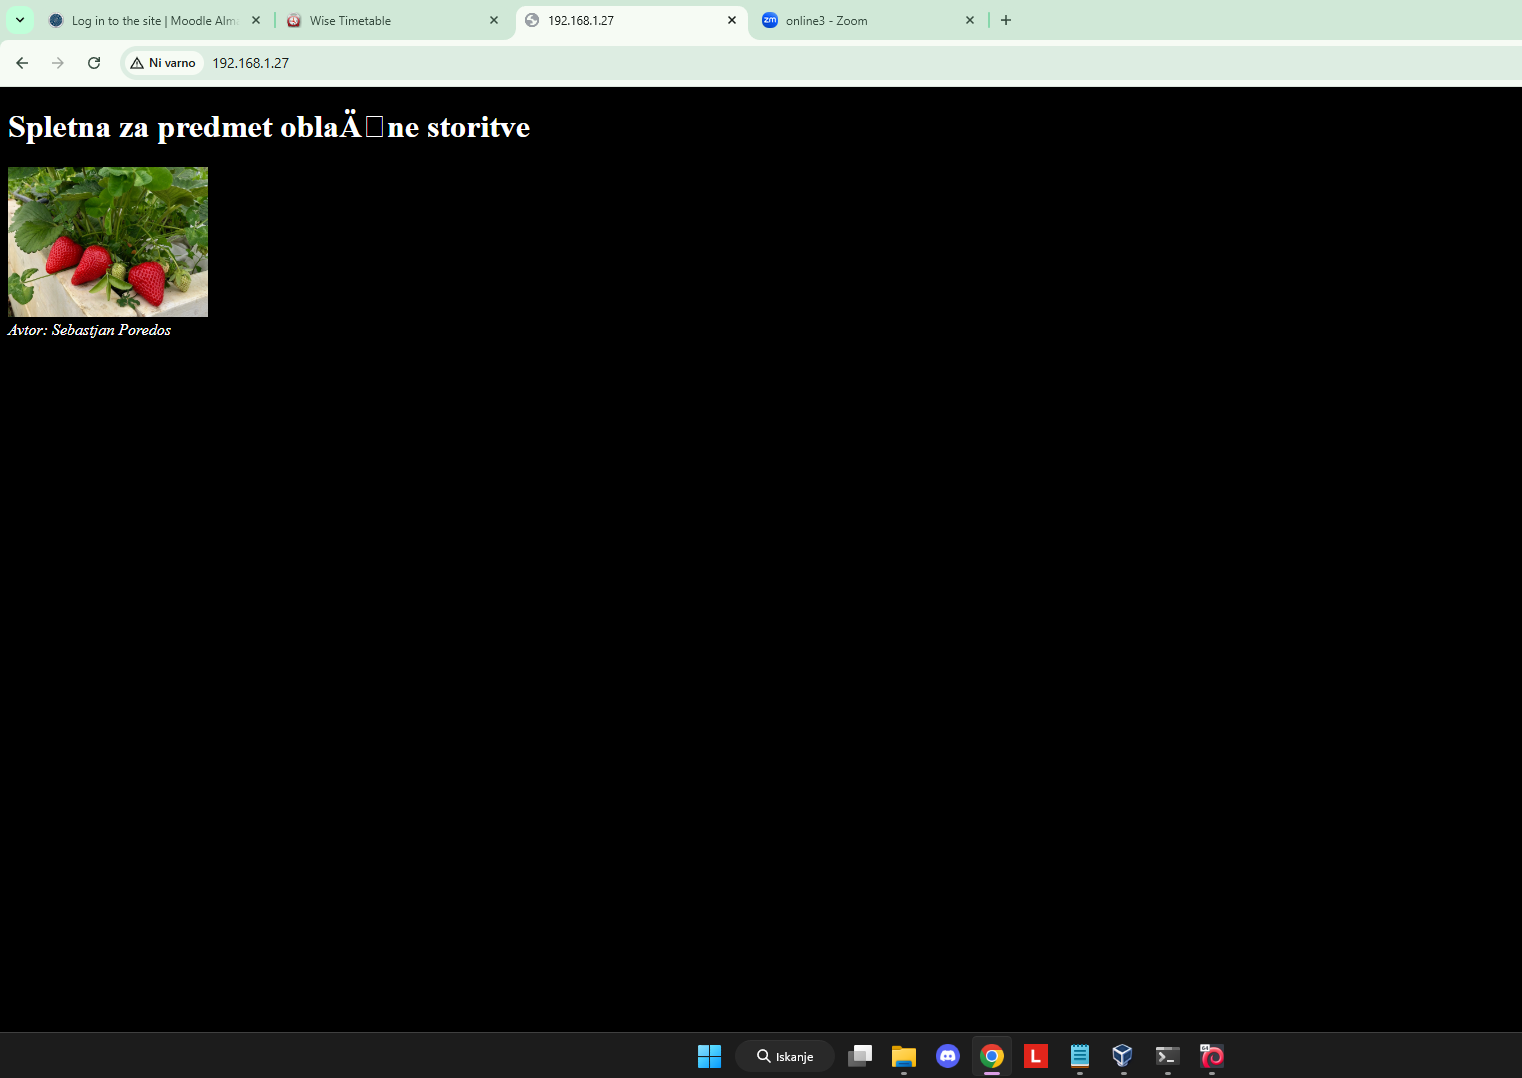 Log in to the site | Moodle Alma
Wise Timetable
192.168.1.27
online3 - Zoom
Ni varno
192.168.1.27
Spletna za predmet oblaÄ□ne storitve
Avtor: Sebastjan Poredos
Iskanje